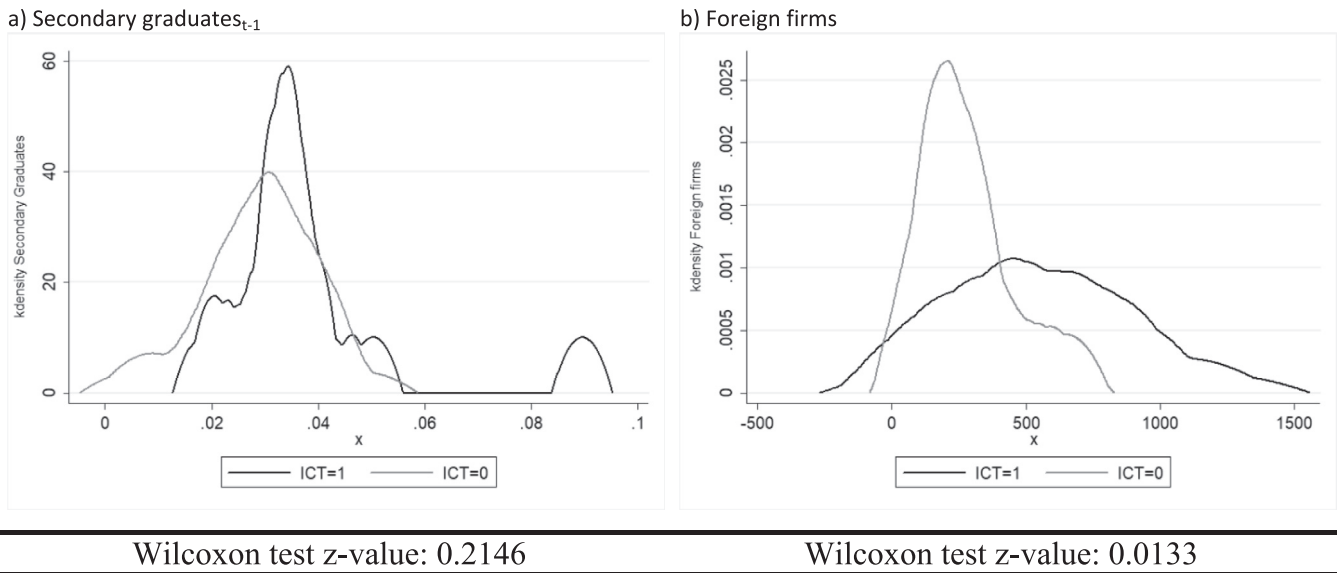 a) Secondary graduatest-1
kdensity Secondary Graduates
60
40
20
0
0
.02
.04
.06
.08
.1
x
ICT=1
ICT=0
Wilcoxon test z-value: 0.2146
b) Foreign firms
kdensity Foreign firms
.0025
.002
.0015
.001
.0005
0
-500
0
500
1000
1500
x
ICT=1
ICT=0
Wilcoxon test z-value: 0.0133